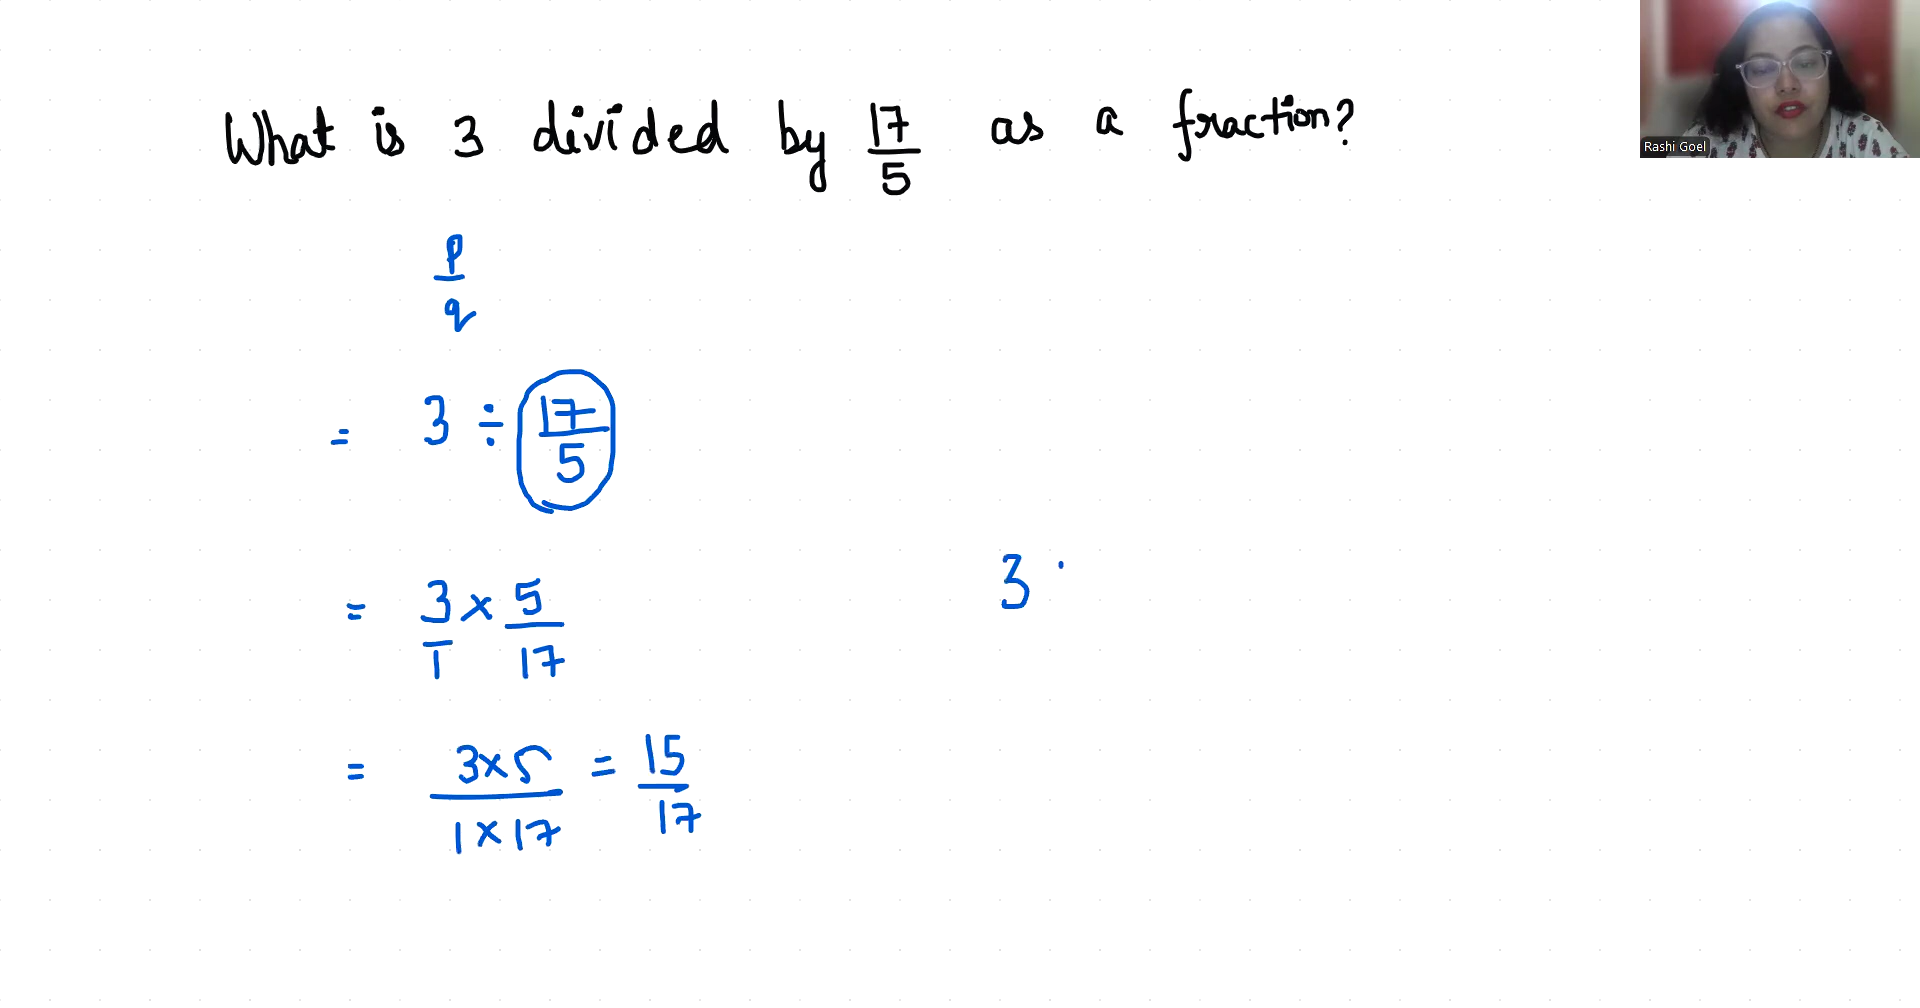 What is 3 divided by 17/5 as a fraction?
Rashi Goel
p/q
= 3 ÷ 17/5
= 3/1 × 5/17
3 ·
= 3×5/1×17 = 15/17